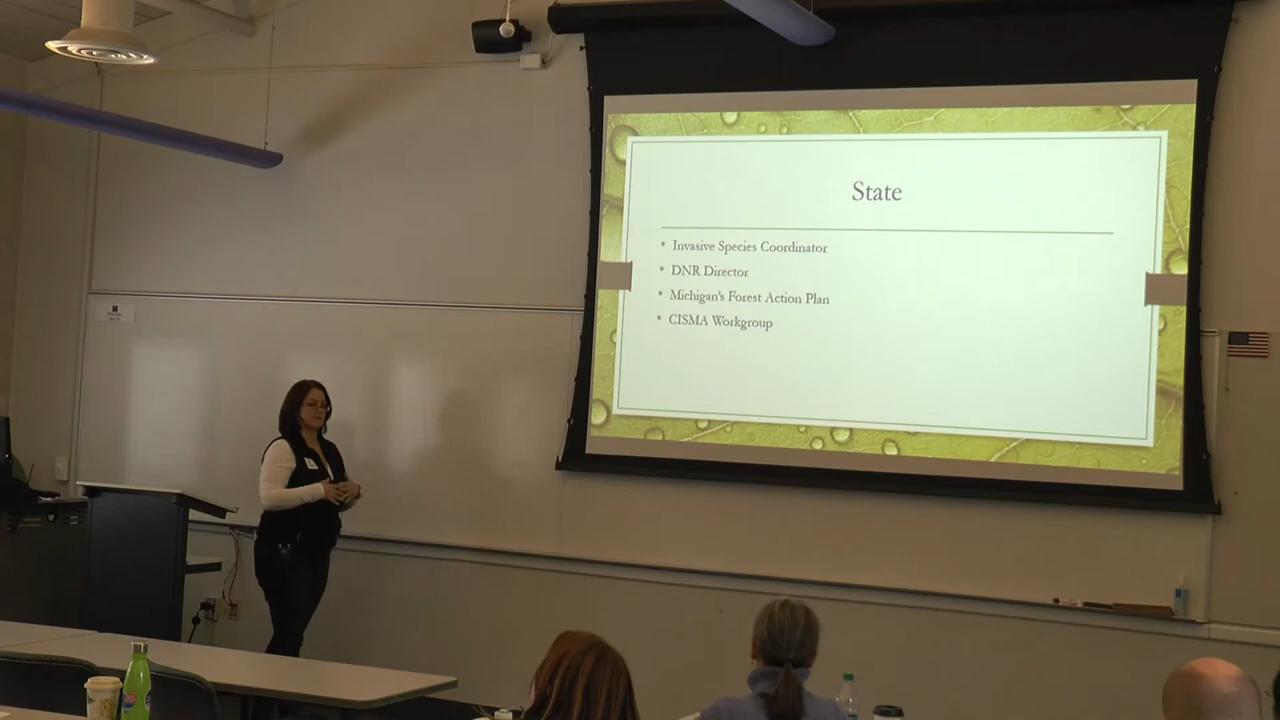 State
• Invasive Species Coordinator
• DNR Director
• Michigan's Forest Action Plan
• CISMA Workgroup